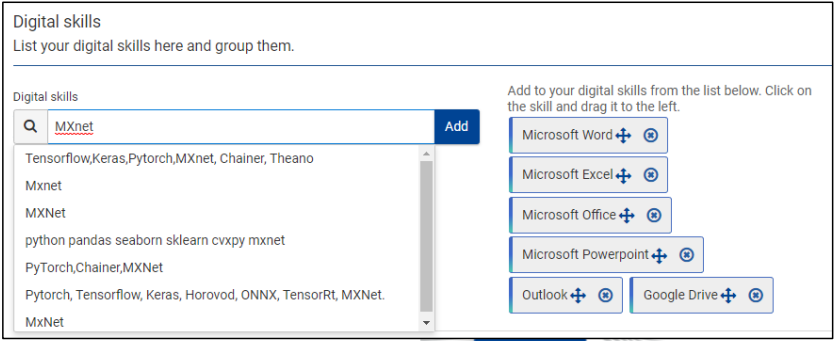 Digital skills
List your digital skills here and group them.
Digital skills
MXnet
Add
Tensorflow,Keras,Pytorch,MXnet, Chainer, Theano
Mxnet
MXNet
python pandas seaborn sklearn cvxpy mxnet
PyTorch,Chainer,MXNet
Pytorch, Tensorflow, Keras, Horovod, ONNX, TensorRt, MXNet.
MxNet
Add to your digital skills from the list below. Click on
the skill and drag it to the left.
Microsoft Word
Microsoft Excel
Microsoft Office
Microsoft Powerpoint
Outlook
Google Drive